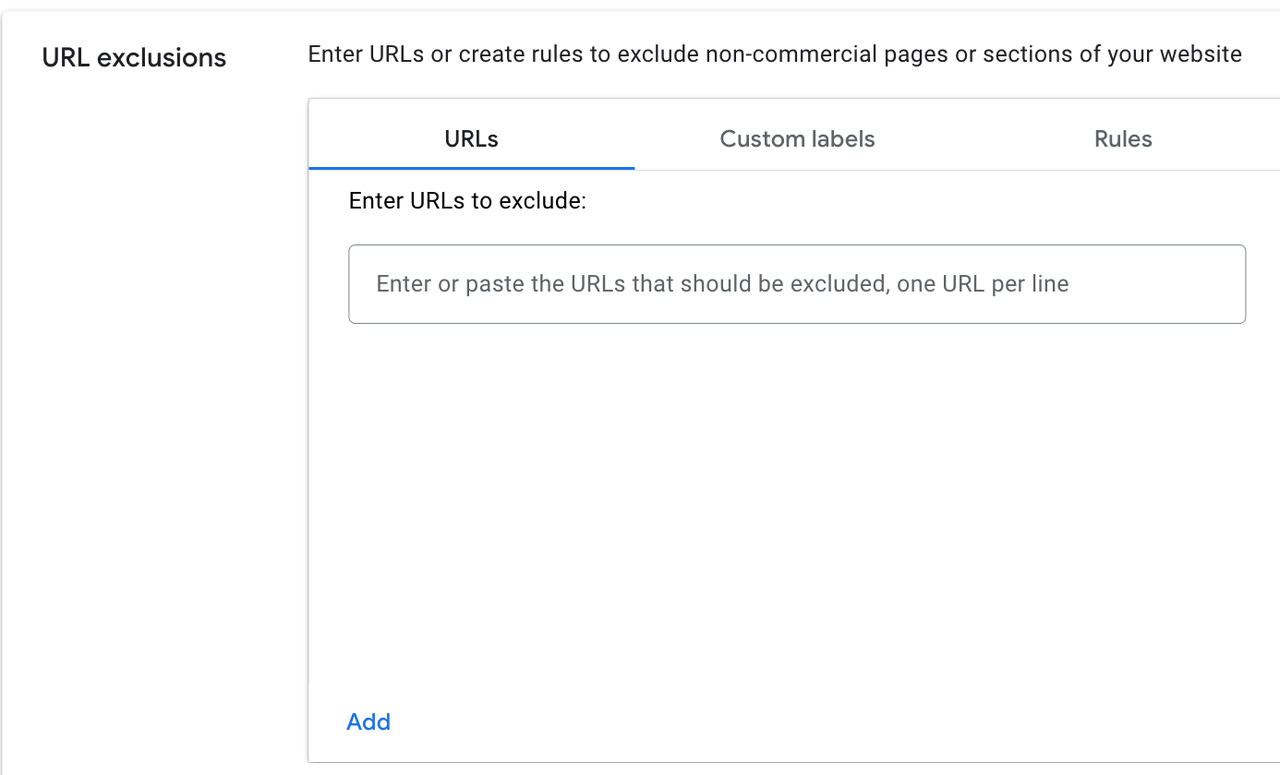 URL exclusions
Enter URLs or create rules to exclude non-commercial pages or sections of your website
URLs
Custom labels
Rules
Enter URLs to exclude:
Enter or paste the URLs that should be excluded, one URL per line
Add